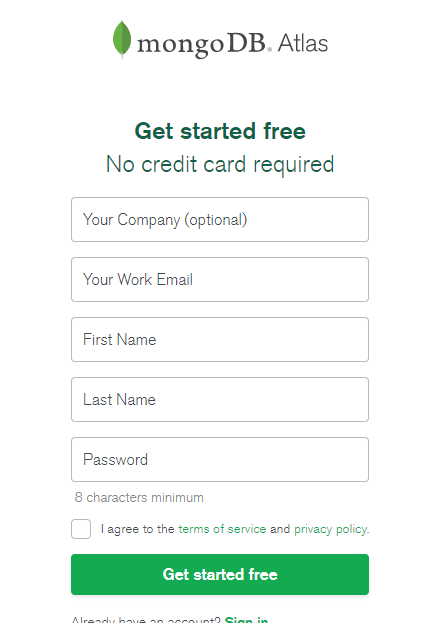 mongoDB. Atlas
Get started free
No credit card required
Your Company (optional)
Your Work Email
First Name
Last Name
Password
8 characters minimum
I agree to the terms of service and privacy policy.
Get started free
Already have an account? Sign in